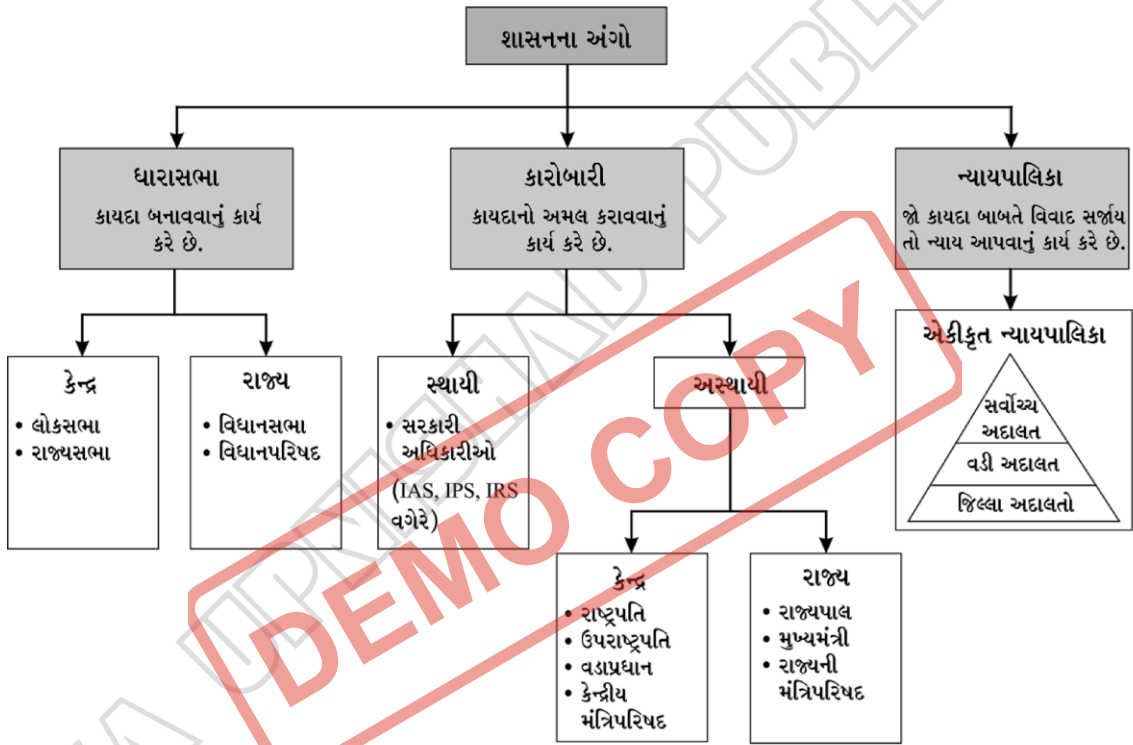 શાસનના અંગો
ધારાસભા
કાયદા બનાવવાનું કાર્ય
કરે છે.
કારોબારી
કાયદાનો અમલ કરાવવાનું
કાર્ય કરે છે.
ન્યાયપાલિકા
જો કાયદા બાબતે વિવાદ સર્જાય
તો ન્યાય આપવાનું કાર્ય કરે છે.
કેન્દ્ર
• લોકસભા
• રાજ્યસભા
રાજ્ય
• વિધાનસભા
• વિધાનપરિષદ
સ્થાયી
• સરકારી
અધિકારીઓ
(IAS, IPS, IRS
વગેરે)
અસ્થાયી
એકીકૃત ન્યાયપાલિકા
સર્વોચ્ચ
અદાલત
વડી અદાલત
જિલ્લા અદાલતો
કેન્દ્ર
• રાષ્ટ્રપતિ
• ઉપરાષ્ટ્રપતિ
• વડાપ્રધાન
• કેન્દ્રીય
મંત્રિપરિષદ
રાજ્ય
• રાજ્યપાલ
• મુખ્યમંત્રી
• રાજ્યની
મંત્રિપરિષદ
DEMO COPY